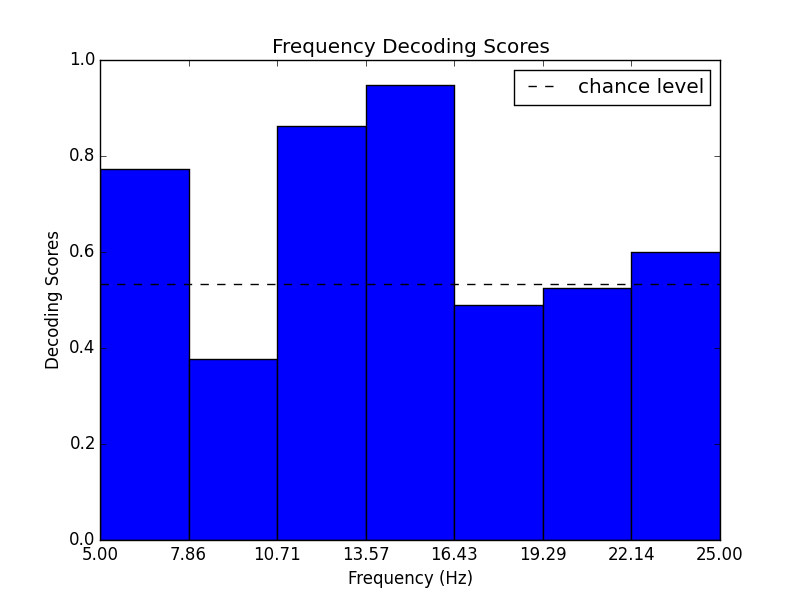 Frequency Decoding Scores
chance level
1.0
0.8
0.6
0.4
0.2
0.0
Decoding Scores
5.00 7.86 10.71 13.57 16.43 19.29 22.14 25.00
Frequency (Hz)